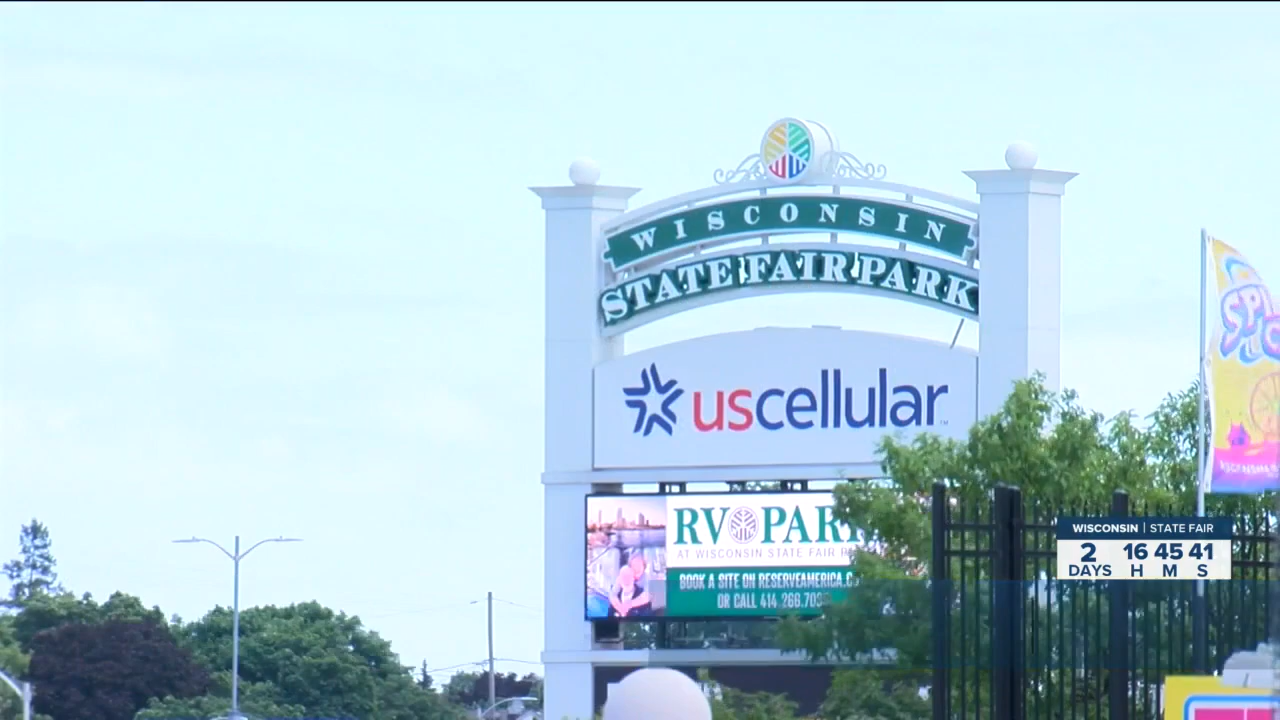 WISCONSIN
STATE FAIR PARK
uscellular
RV PARK
AT WISCONSIN STATE FAIR
BOOK A SITE ON RESERVEAMERICA.
OR CALL 414.266.703
WISCONSIN | STATE FAIR
2 16 45 41
DAYS H M S